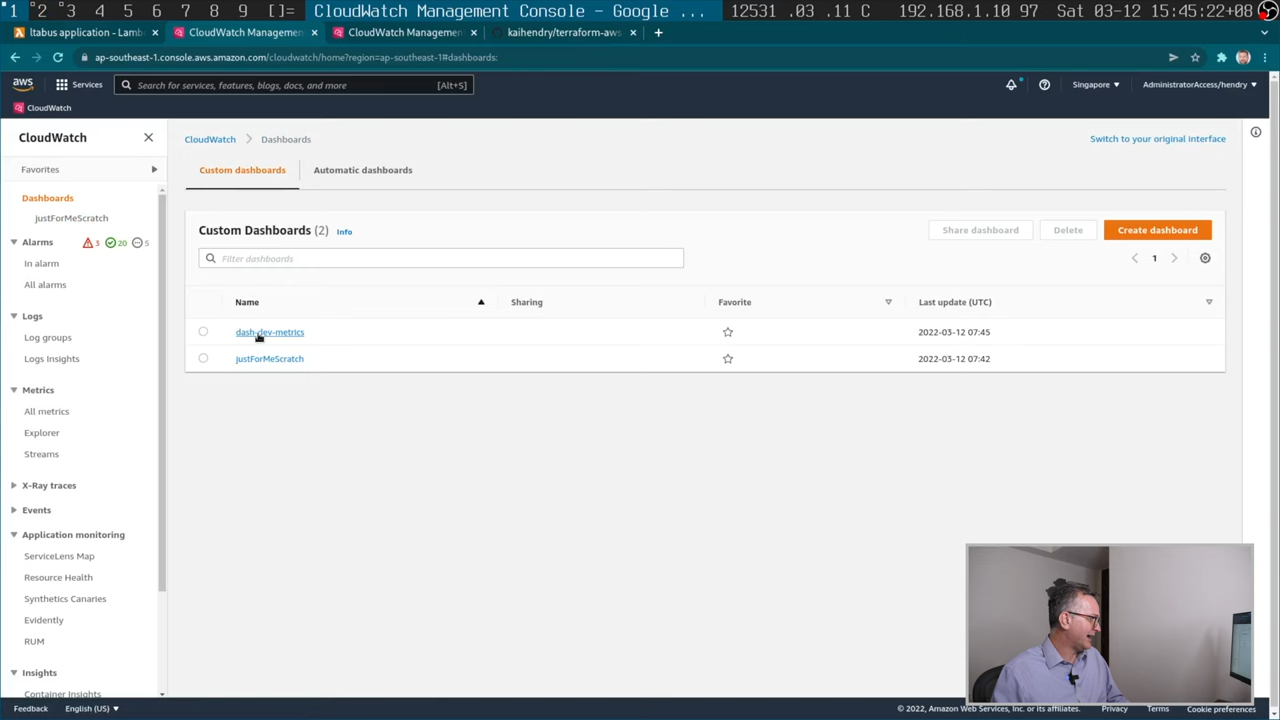 1 2 3 4 5 6 7 8 9 []= CloudWatch Management Console - Google ... 12531 .03 .11 C 192.168.1.10 97 Sat 03-12 15:45:22+08
ltabus application - Lamb
CloudWatch Managemen
CloudWatch Managemen
kaihendry/terraform-aws
ap-southeast-1.console.aws.amazon.com/cloudwatch/home?region=ap-southeast-1#dashboards:
aws
Services
Search for services, features, blogs, docs, and more
[Alt+S]
Singapore
AdministratorAccess/hendry
CloudWatch
CloudWatch
Favorites
Dashboards
justForMeScratch
Alarms 3 20 5
In alarm
All alarms
Logs
Log groups
Logs Insights
Metrics
All metrics
Explorer
Streams
X-Ray traces
Events
Application monitoring
ServiceLens Map
Resource Health
Synthetics Canaries
Evidently
RUM
Insights
Container Insights
CloudWatch Dashboards
Switch to your original interface
Custom dashboards
Automatic dashboards
Custom Dashboards (2) Info
Share dashboard
Delete
Create dashboard
Filter dashboards
1
Name Sharing Favorite Last update (UTC)
dash-dev-metrics 2022-03-12 07:45
justForMeScratch 2022-03-12 07:42
Feedback
English (US)
© 2022, Amazon Web Services, Inc. or its affiliates.
Privacy
Terms
Cookie preferences